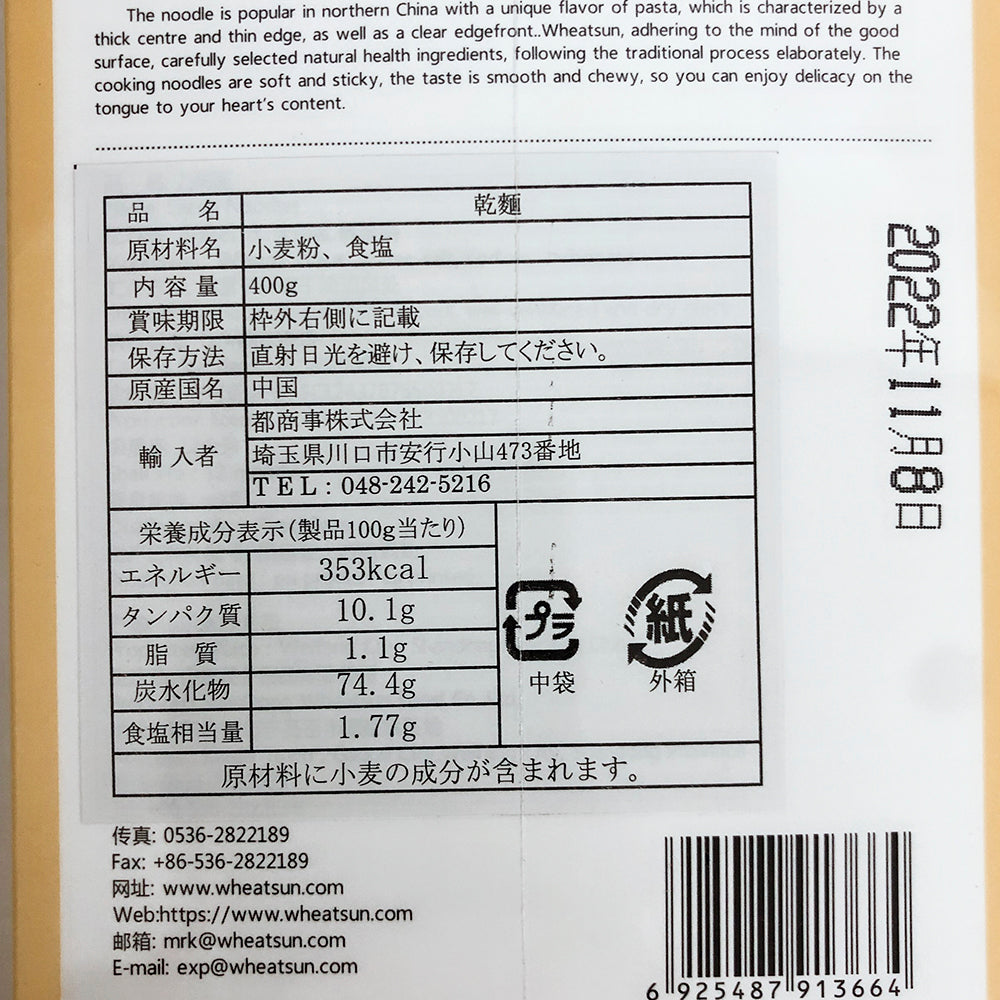 The noodle is popular in northern China with a unique flavor of pasta, which is characterized by a
thick centre and thin edge, as well as a clear edgefront..Wheatsun, adhering to the mind of the good
surface, carefully selected natural health ingredients, following the traditional process elaborately. The
cooking noodles are soft and sticky, the taste is smooth and chewy, so you can enjoy delicacy on the
tongue to your heart's content.
品 名 乾麵
原材料名 小麦粉、食塩
内容量 400g
賞味期限 枠外右側に記載
保存方法 直射日光を避け、保存してください。
原産国名 中国
輸入者 都商事株式会社
埼玉県川口市安行小山473番地
TEL：048-242-5216
栄養成分表示(製品100g当たり)
エネルギー 353kcal
タンパク質 10.1g
脂 質 1.1g
炭水化物 74.4g
食塩相当量 1.77g
プラ
中袋
紙
外箱
原材料に小麦の成分が含まれます。
2022年11月8日
传真: 0536-2822189
Fax: +86-536-2822189
网址: www.wheatsun.com
Web:https://www.wheatsun.com
邮箱: mrk@wheatsun.com
E-mail: exp@wheatsun.com
6 925487 913664